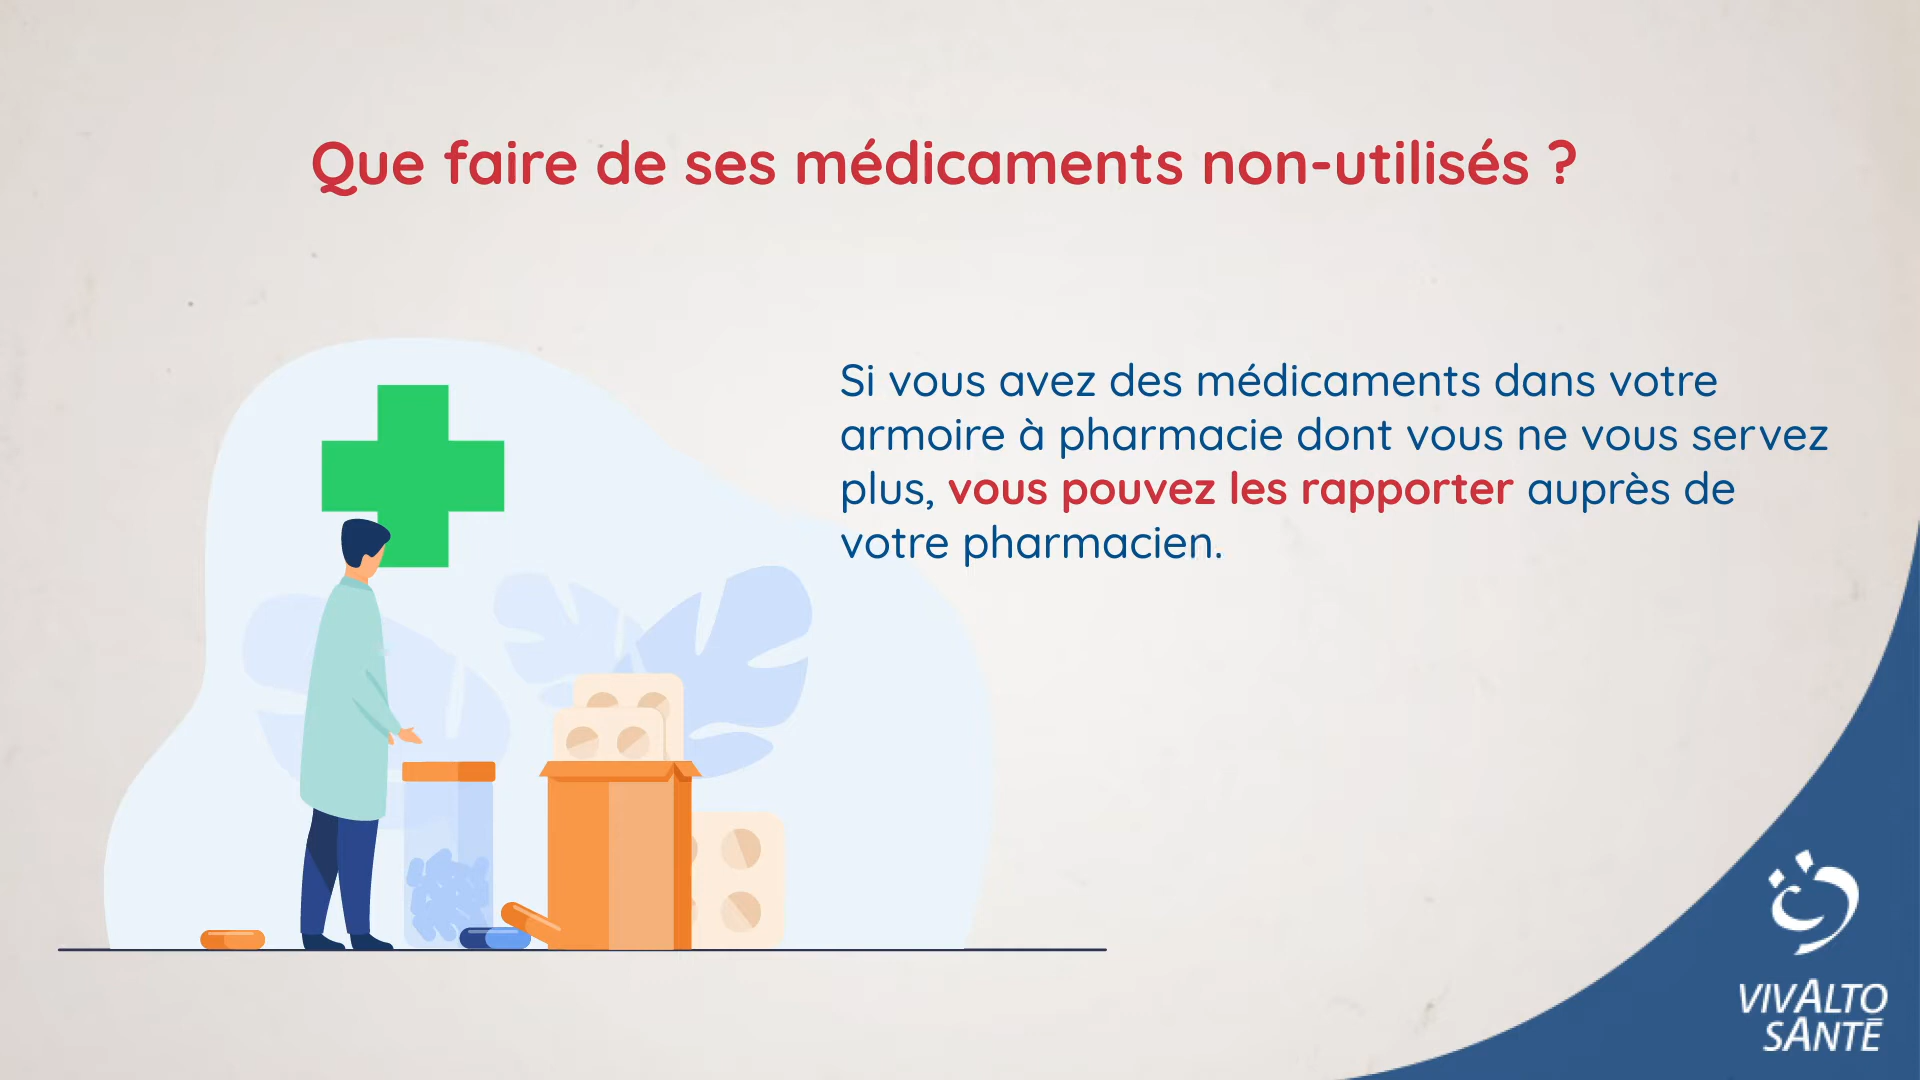 Que faire de ses médicaments non-utilisés ?
Si vous avez des médicaments dans votre
armoire à pharmacie dont vous ne vous servez
plus, vous pouvez les rapporter auprès de
votre pharmacien.
VIVALTO
SANTÉ